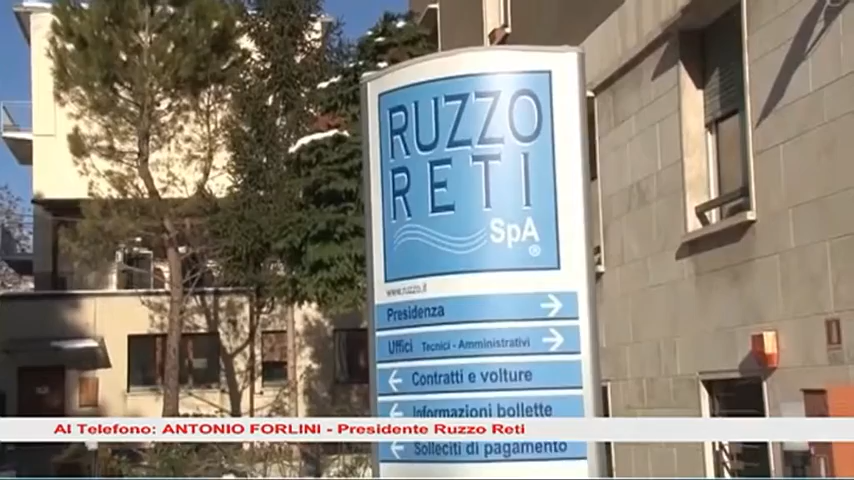 RUZZO
RETI
SpA
®
www.ruzzo.it
Presidenza
Uffici Tecnici - Amministrativi
Contratti e volture
Informazioni bollette
Solleciti di pagamento
Al Telefono: ANTONIO FORLINI - Presidente Ruzzo Reti